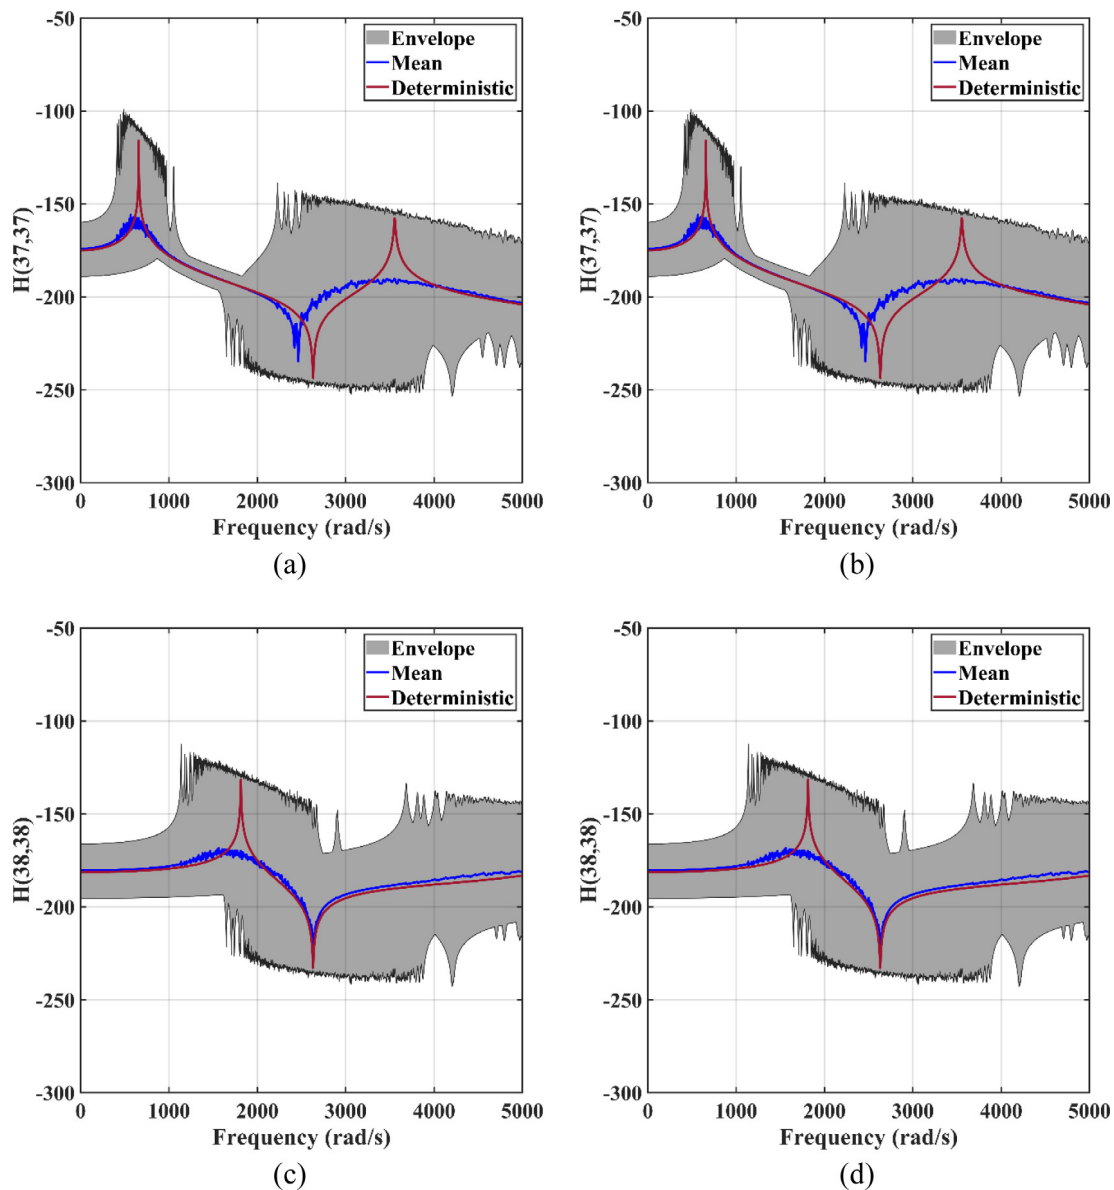 -50
-100
-150
-200
-250
-300
H(37,37)
Envelope
Mean
Deterministic
0 1000 2000 3000 4000 5000
Frequency (rad/s)
(a)
-50
-100
-150
-200
-250
-300
H(37,37)
Envelope
Mean
Deterministic
0 1000 2000 3000 4000 5000
Frequency (rad/s)
(b)
-50
-100
-150
-200
-250
-300
H(38,38)
Envelope
Mean
Deterministic
0 1000 2000 3000 4000 5000
Frequency (rad/s)
(c)
-50
-100
-150
-200
-250
-300
H(38,38)
Envelope
Mean
Deterministic
0 1000 2000 3000 4000 5000
Frequency (rad/s)
(d)